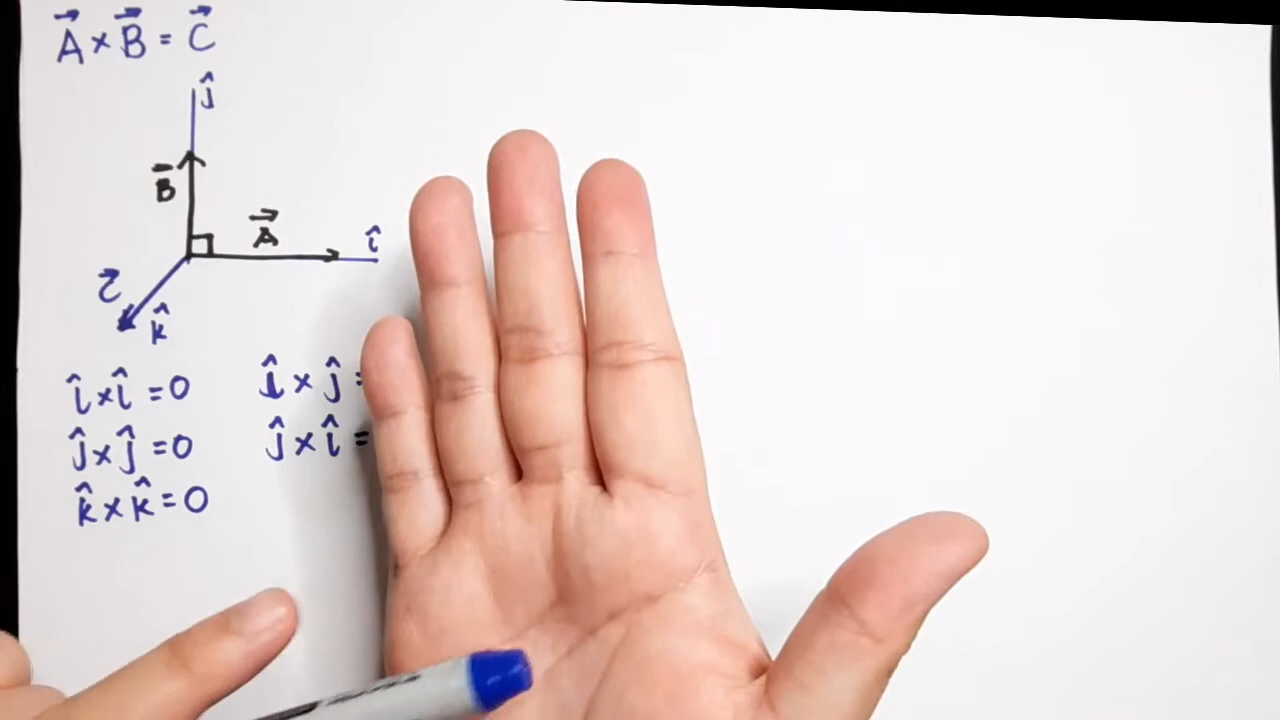 A⃗ × B⃗ = C⃗
ĵ
B⃗
A⃗ î
C⃗
k̂
î × î = 0 î × ĵ =
ĵ × ĵ = 0 ĵ × î =
k̂ × k̂ = 0